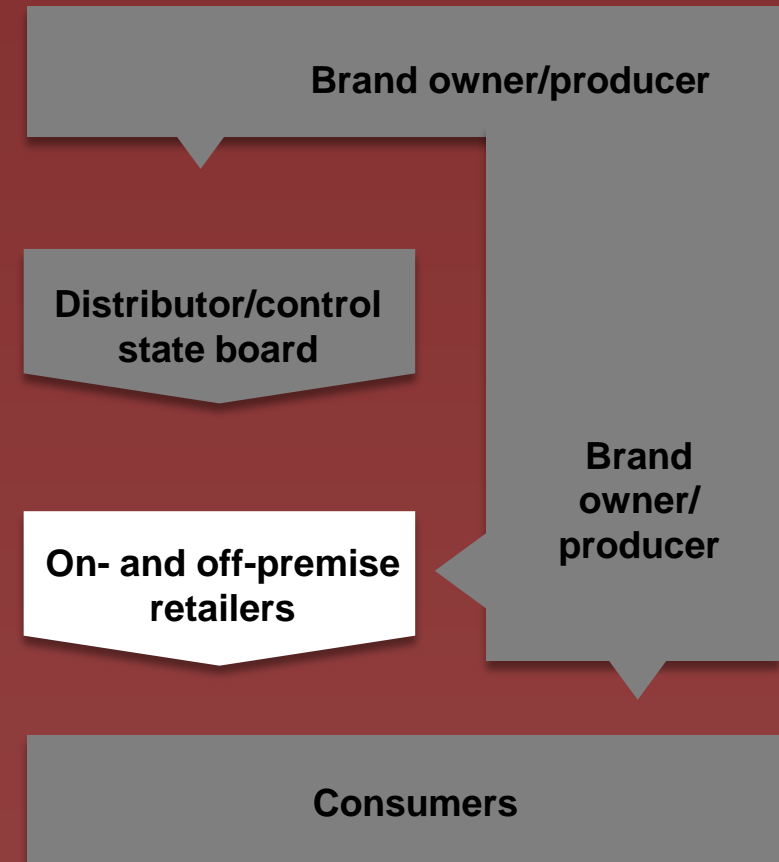 Brand owner/producer
Distributor/control
state board
On- and off-premise
retailers
Brand
owner/
producer
Consumers